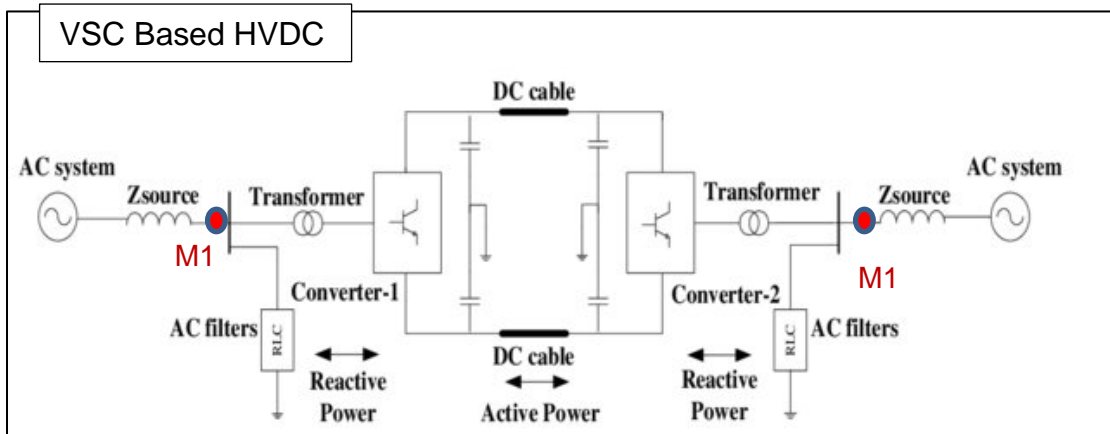 VSC Based HVDC
DC cable
AC system
Zsource
Transformer
Transformer
Zsource
AC system
M1
M1
Converter-1
Converter-2
AC filters
RLC
AC filters
RLC
DC cable
Reactive
Power
Active Power
Reactive
Power